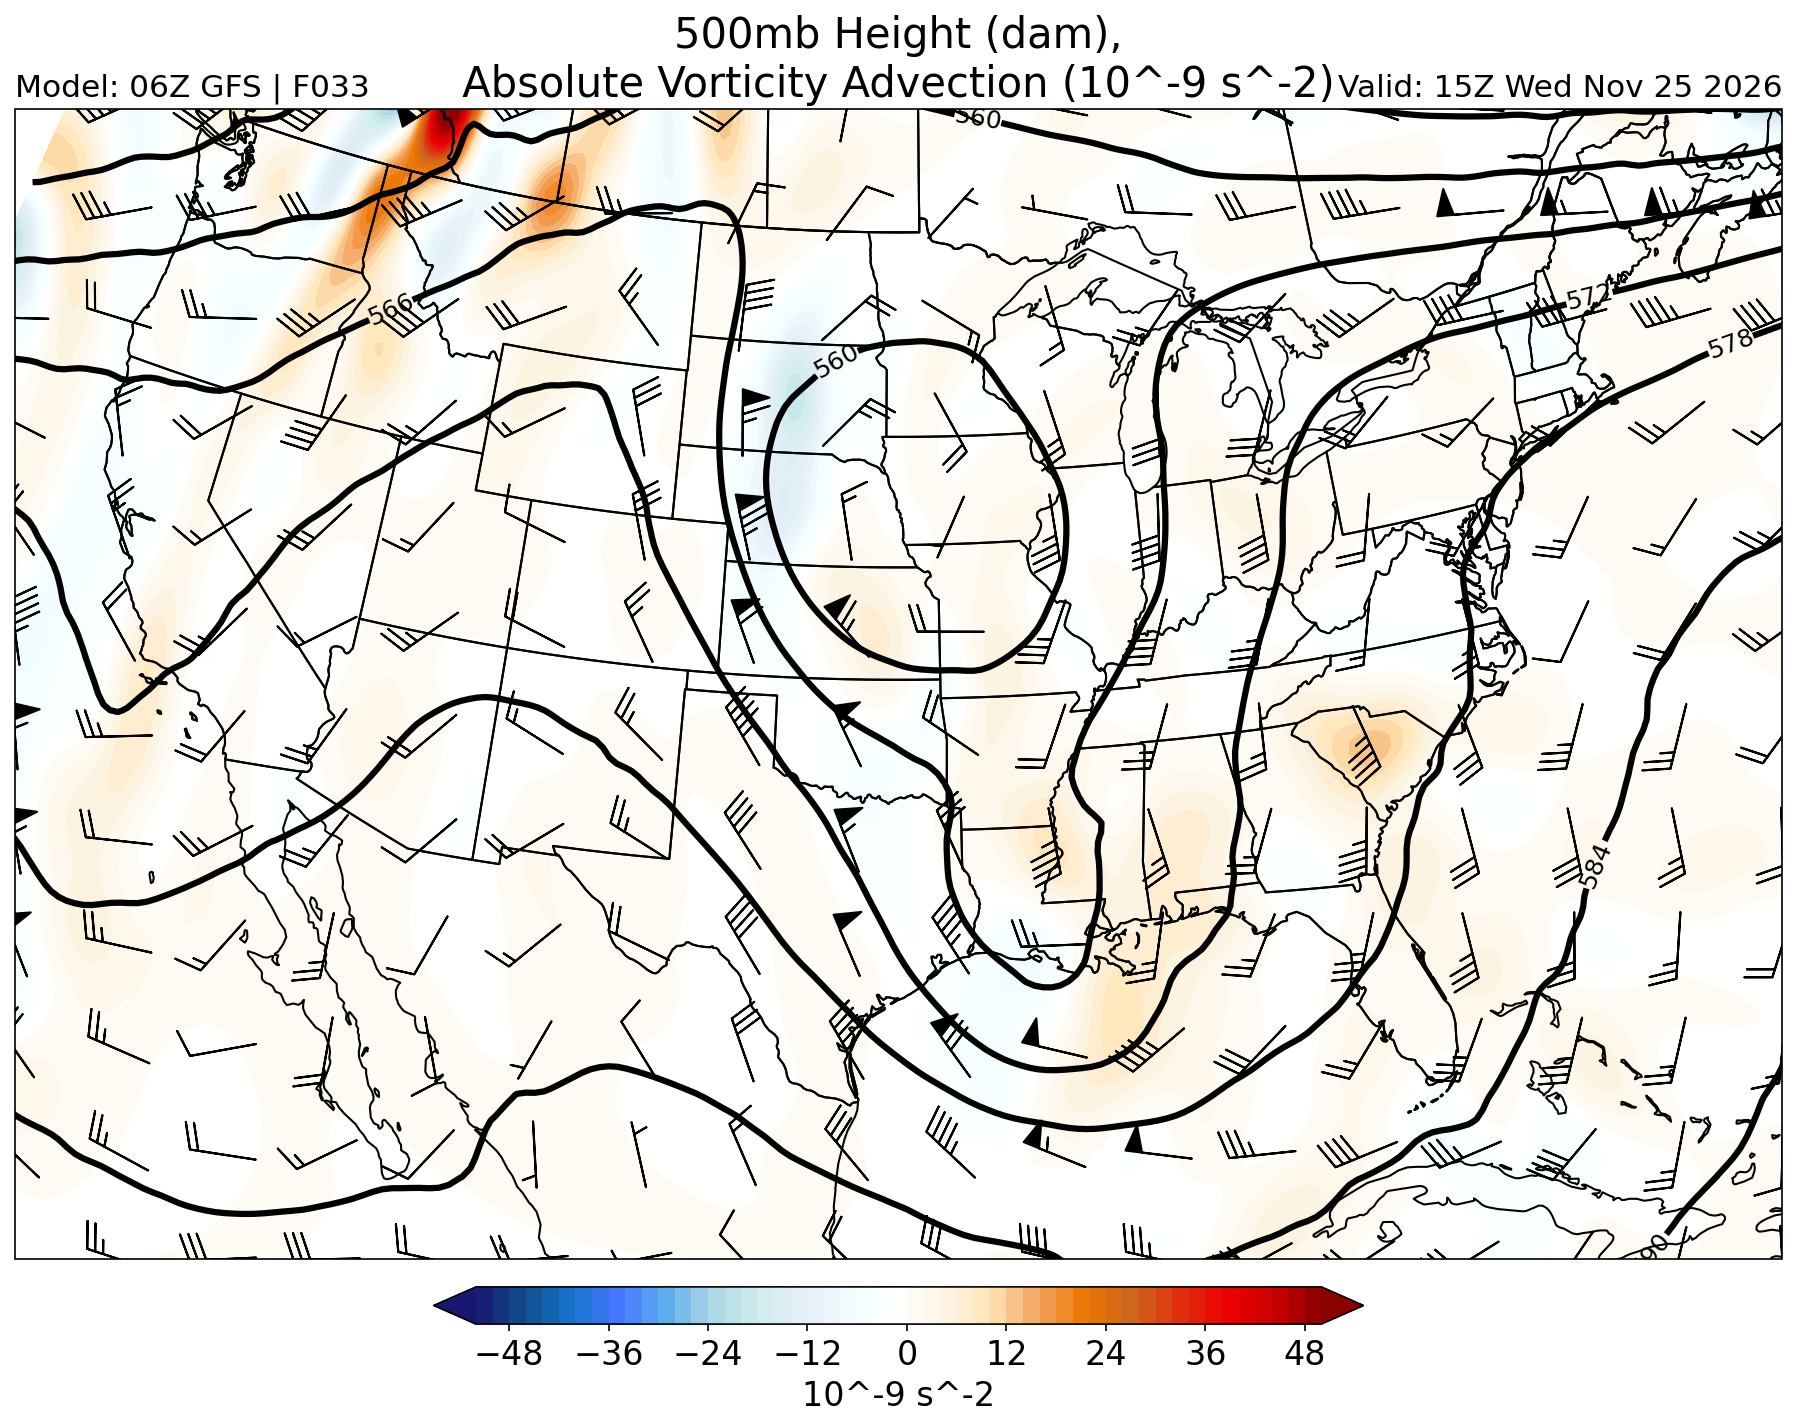 500mb Height (dam),
Absolute Vorticity Advection (10^-9 s^-2)
Model: 06Z GFS | F033
Valid: 15Z Wed Nov 25 2026
560
566
572
560
578
584
90
−48 −36 −24 −12 0 12 24 36 48
10^-9 s^-2